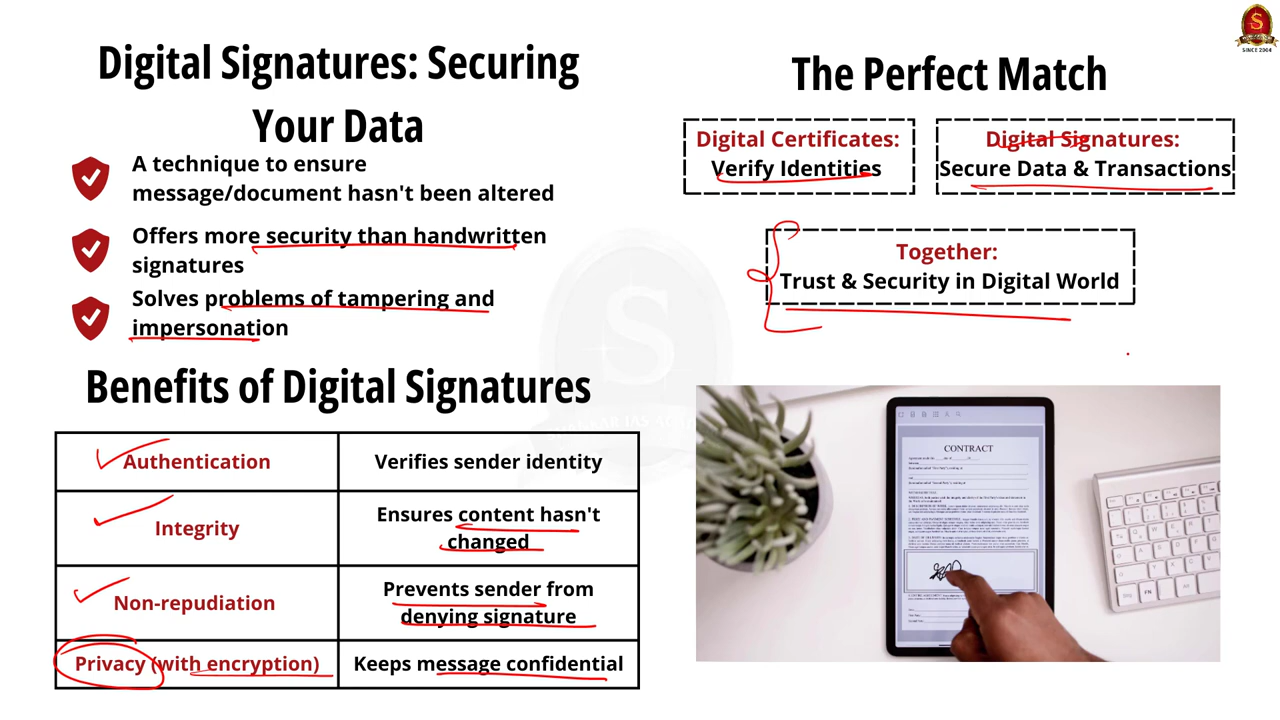 Digital Signatures: Securing
Your Data
A technique to ensure
message/document hasn't been altered
Offers more security than handwritten
signatures
Solves problems of tampering and
impersonation
Benefits of Digital Signatures
Authentication
Verifies sender identity
Integrity
Ensures content hasn't
changed
Non-repudiation
Prevents sender from
denying signature
Privacy (with encryption)
Keeps message confidential
The Perfect Match
Digital Certificates:
Verify Identities
Digital Signatures:
Secure Data & Transactions
Together:
Trust & Security in Digital World
CONTRACT
S
SINCE 2004